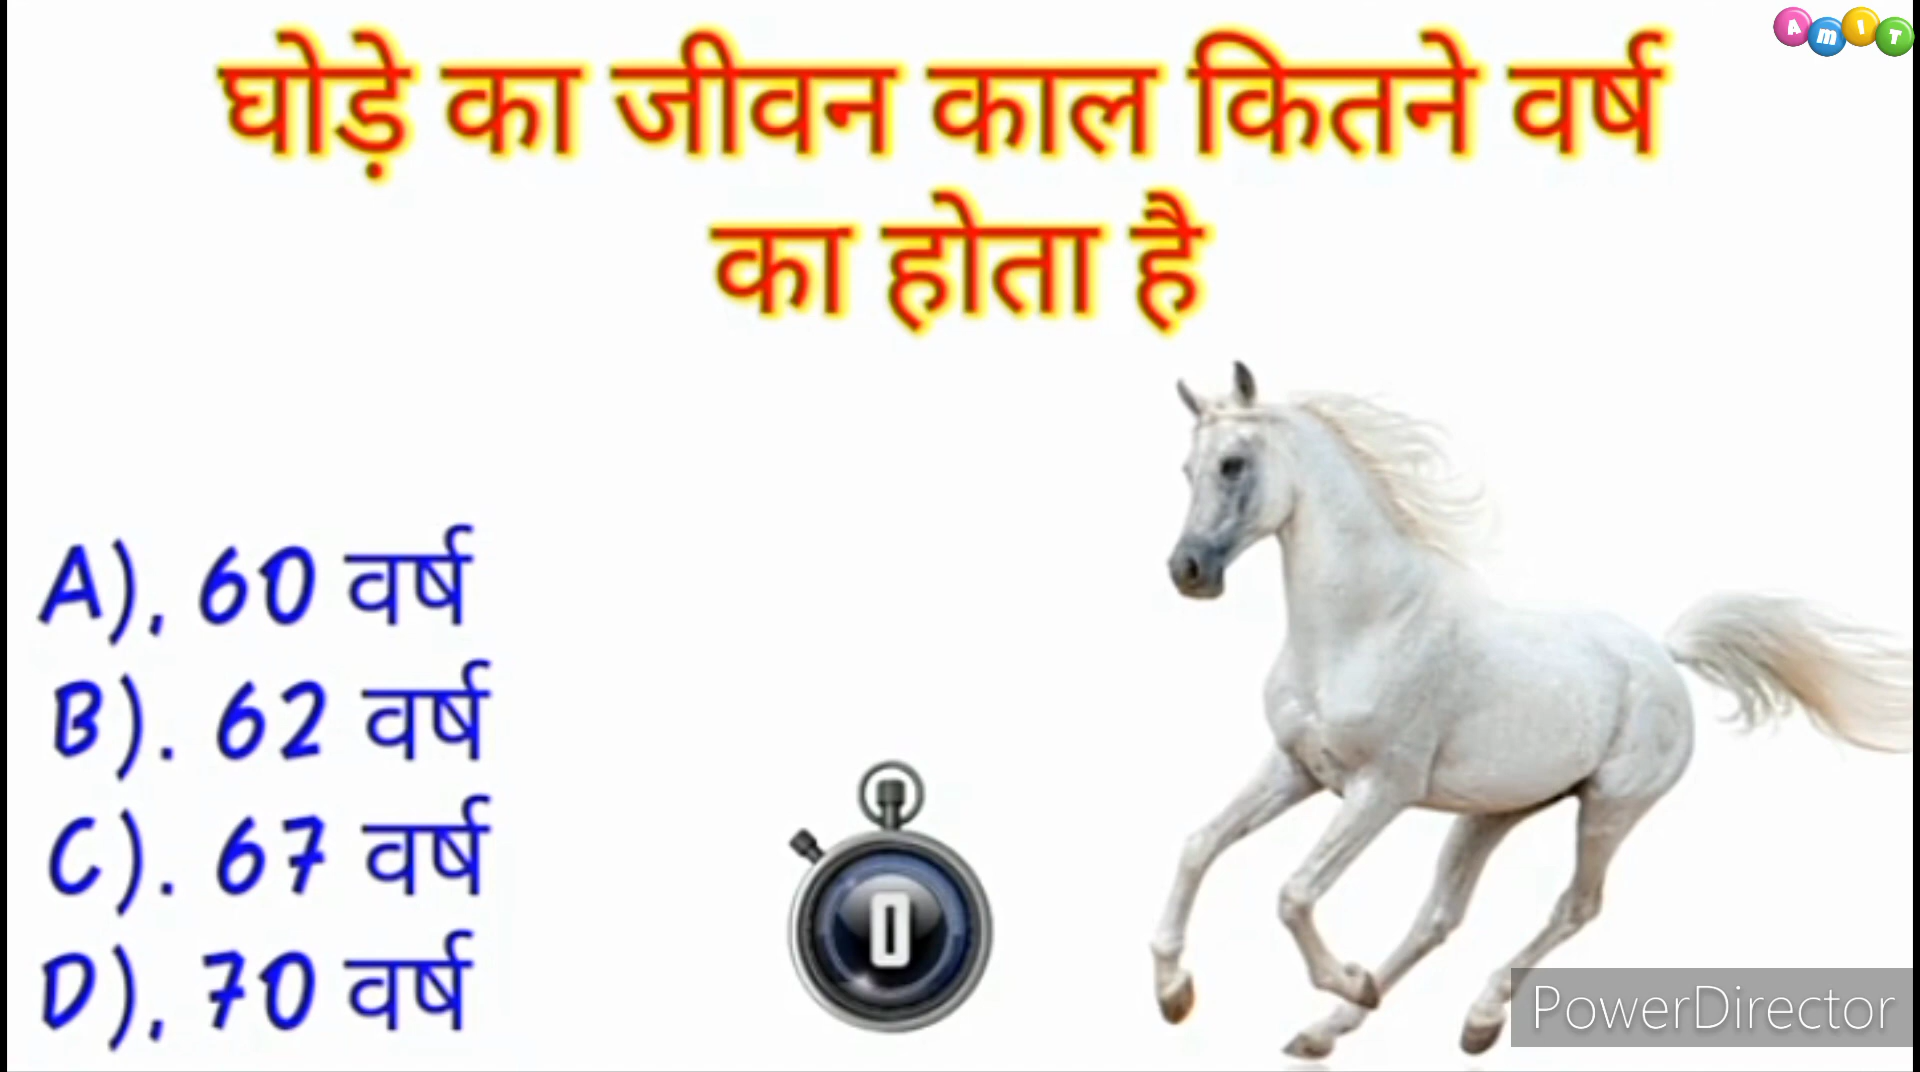 AMIT
घोड़े का जीवन काल कितने वर्ष
का होता है
A), 60 वर्ष
B). 62 वर्ष
C). 67 वर्ष
D), 70 वर्ष
0
PowerDirector